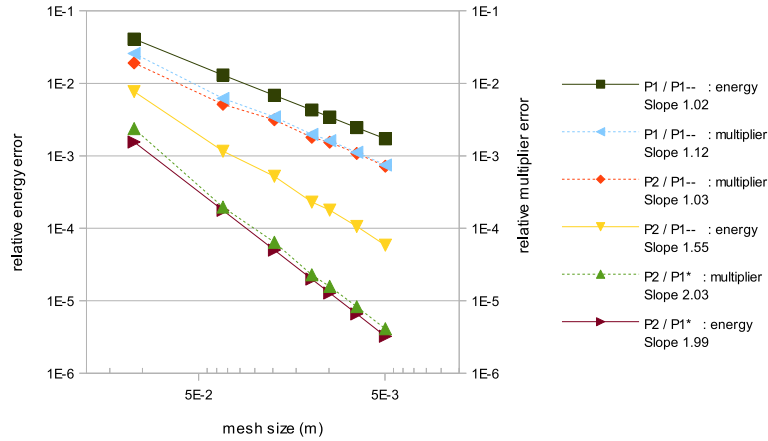 1E-1
1E-2
1E-3
1E-4
1E-5
1E-6
relative energy error
1E-1
1E-2
1E-3
1E-4
1E-5
1E-6
relative multiplier error
5E-2
5E-3
mesh size (m)
P1 / P1-- : energy
Slope 1.02
P1 / P1-- : multiplier
Slope 1.12
P2 / P1-- : multiplier
Slope 1.03
P2 / P1-- : energy
Slope 1.55
P2 / P1* : multiplier
Slope 2.03
P2 / P1* : energy
Slope 1.99